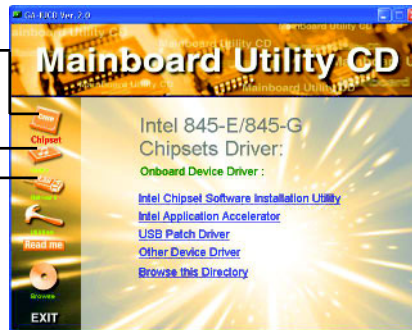 GA-IUCD Ver. 2.0
Mainboard Utility CD
Intel 845-E/845-G
Chipsets Driver:
Onboard Device Driver :
Chipset
Intel Chipset Software Installation Utility
Intel Application Accelerator
USB Patch Driver
Other Device Driver
Browse this Directory
Read me
Browse
EXIT